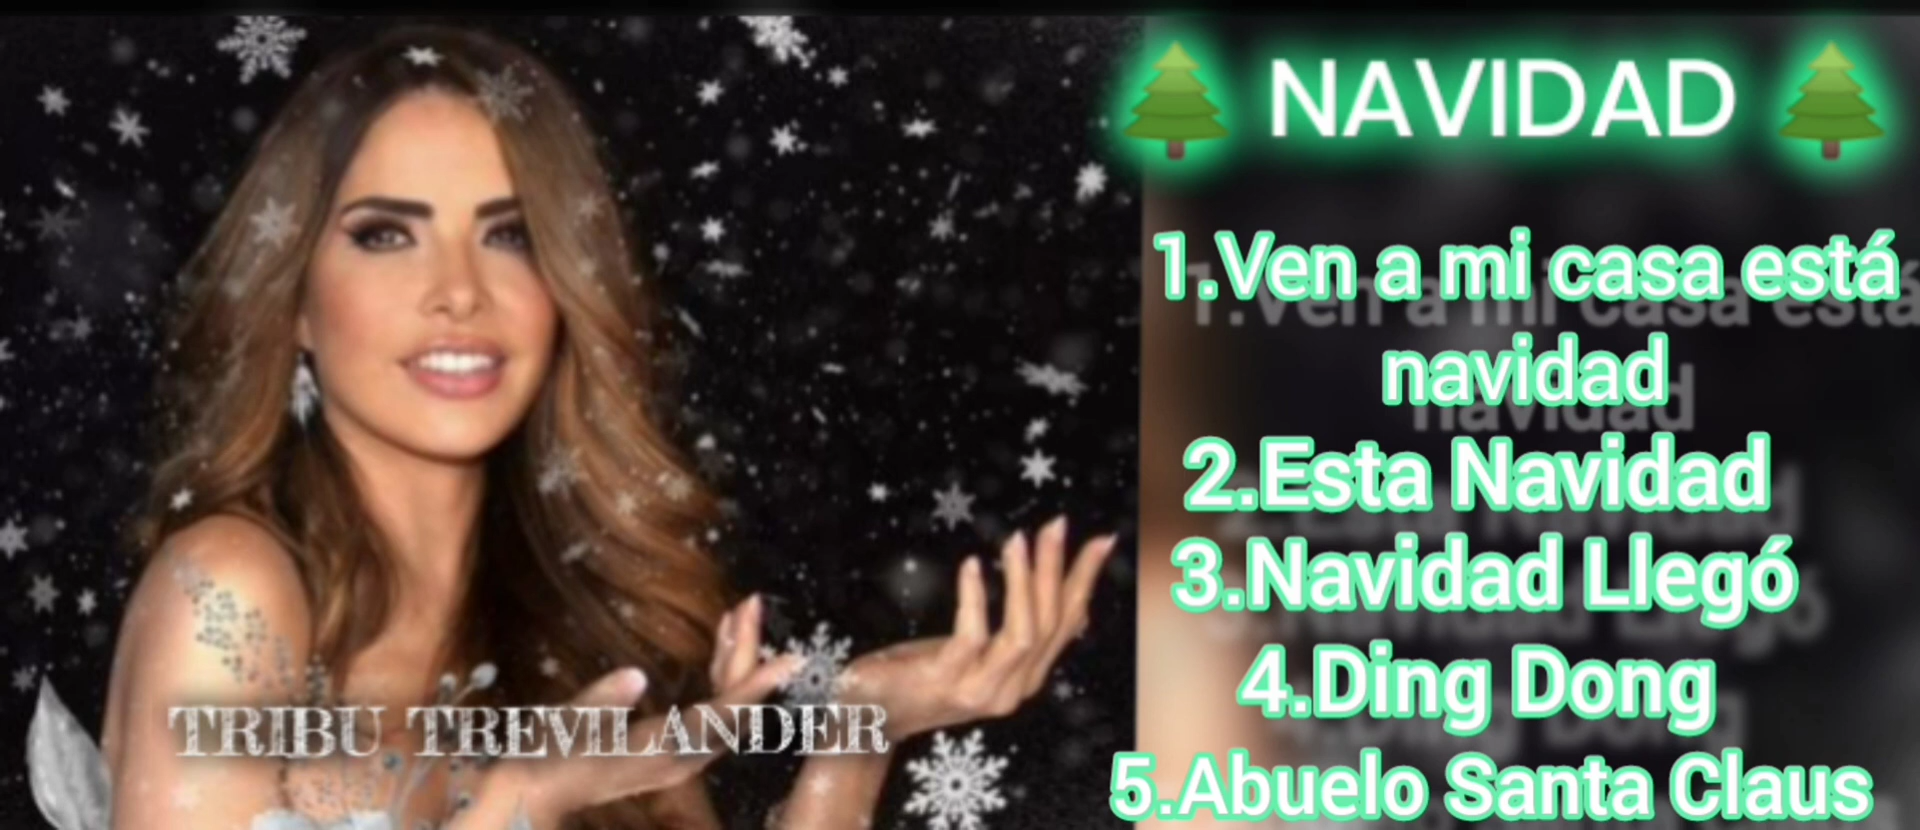 🎄 NAVIDAD 🎄
1.Ven a mi casa está
navidad
2.Esta Navidad
3.Navidad Llegó
4.Ding Dong
5.Abuelo Santa Claus
TRIBU TREVILANDER